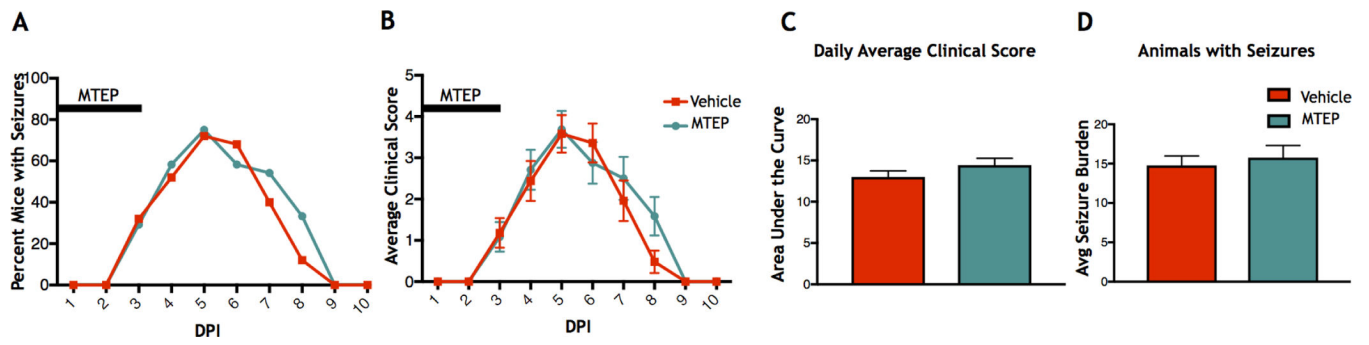 A
Percent Mice with Seizures
100
80
60
40
20
0
MTEP
1 2 3 4 5 6 7 8 9 10
DPI
B
Average Clinical Score
5
4
3
2
1
0
MTEP
Vehicle
MTEP
1 2 3 4 5 6 7 8 9 10
DPI
C
Daily Average Clinical Score
Area Under the Curve
20
15
10
5
0
D
Animals with Seizures
Vehicle
MTEP
Avg Seizure Burden
20
15
10
5
0